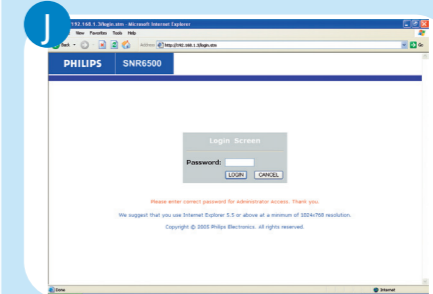 J
192.168.1.3/login.stm - Microsoft Internet Explorer
View Favorites Tools Help
Back
Address http://192.168.1.3/login.stm
Go
PHILIPS SNR6500
Login Screen
Password:
LOGIN CANCEL
Please enter correct password for Administrator Access. Thank you.
We suggest that you use Internet Explorer 5.5 or above at a minimum of 1024x768 resolution.
Copyright © 2005 Philips Electronics. All rights reserved.
Done
Internet